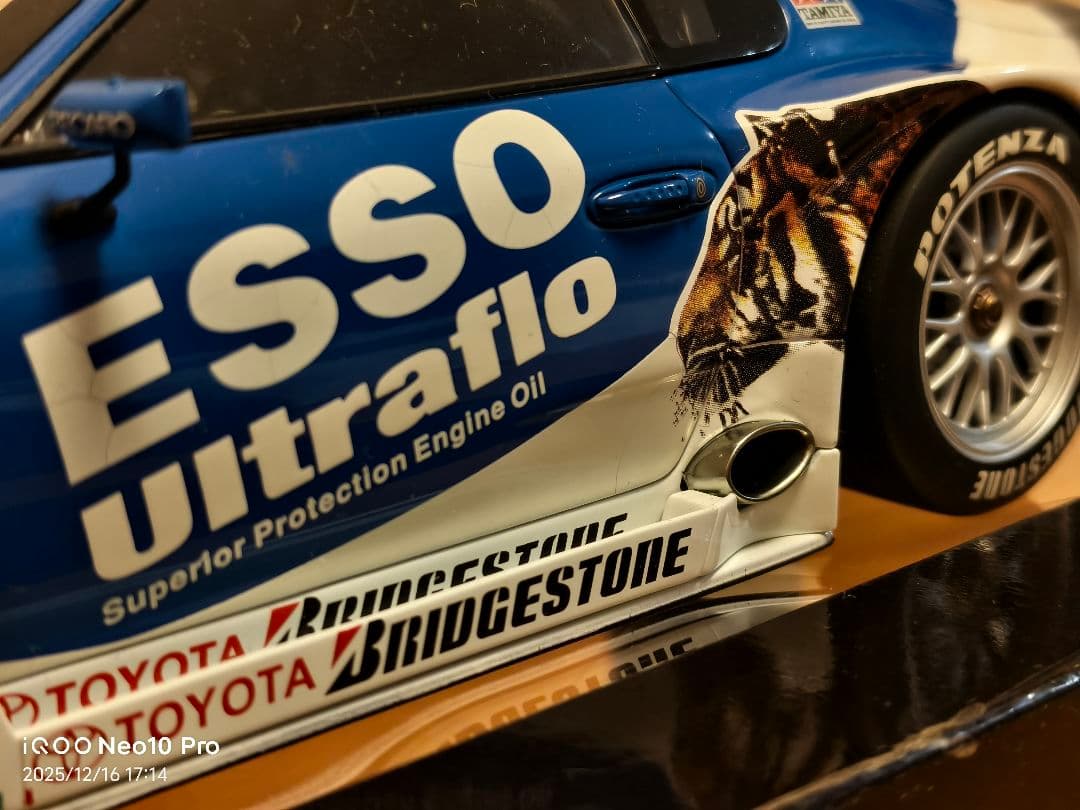 TAMIYA
RECARO
POTENZA
ESSO
Ultraflo
Superior Protection Engine Oil
BRIDGESTONE
TOYOTA BRIDGESTONE
TOYOTA BRIDGESTONE
iQOO Neo10 Pro
2025/12/16 17:14